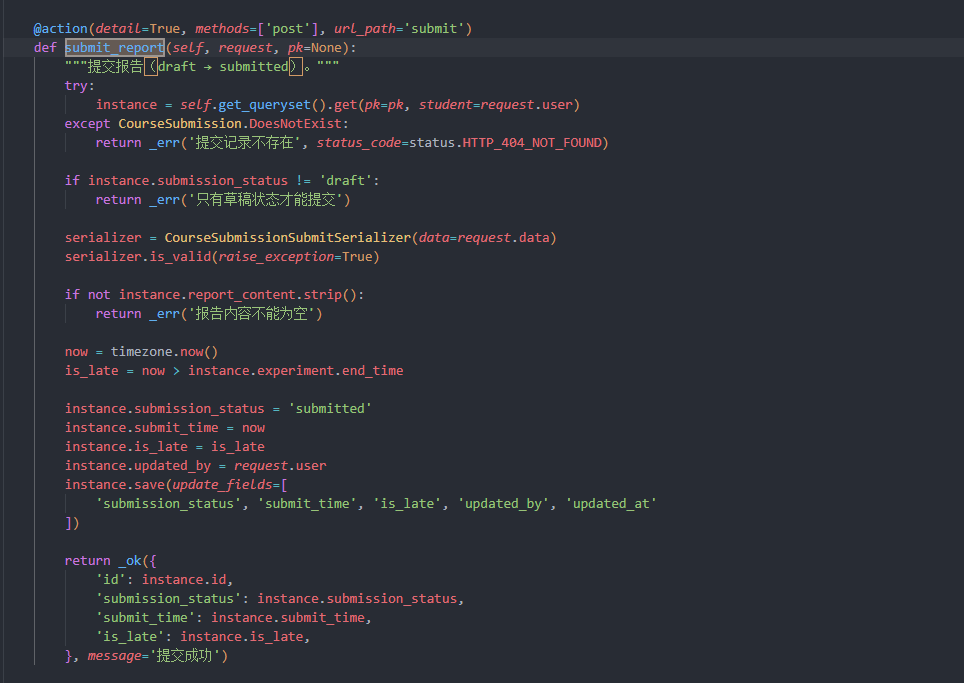 @action(detail=True, methods=['post'], url_path='submit')
def submit_report(self, request, pk=None):
"""提交报告（draft → submitted）。"""
try:
instance = self.get_queryset().get(pk=pk, student=request.user)
except CourseSubmission.DoesNotExist:
return _err('提交记录不存在', status_code=status.HTTP_404_NOT_FOUND)
if instance.submission_status != 'draft':
return _err('只有草稿状态才能提交')
serializer = CourseSubmissionSubmitSerializer(data=request.data)
serializer.is_valid(raise_exception=True)
if not instance.report_content.strip():
return _err('报告内容不能为空')
now = timezone.now()
is_late = now > instance.experiment.end_time
instance.submission_status = 'submitted'
instance.submit_time = now
instance.is_late = is_late
instance.updated_by = request.user
instance.save(update_fields=[
'submission_status', 'submit_time', 'is_late', 'updated_by', 'updated_at'
])
return _ok({
'id': instance.id,
'submission_status': instance.submission_status,
'submit_time': instance.submit_time,
'is_late': instance.is_late,
}, message='提交成功')